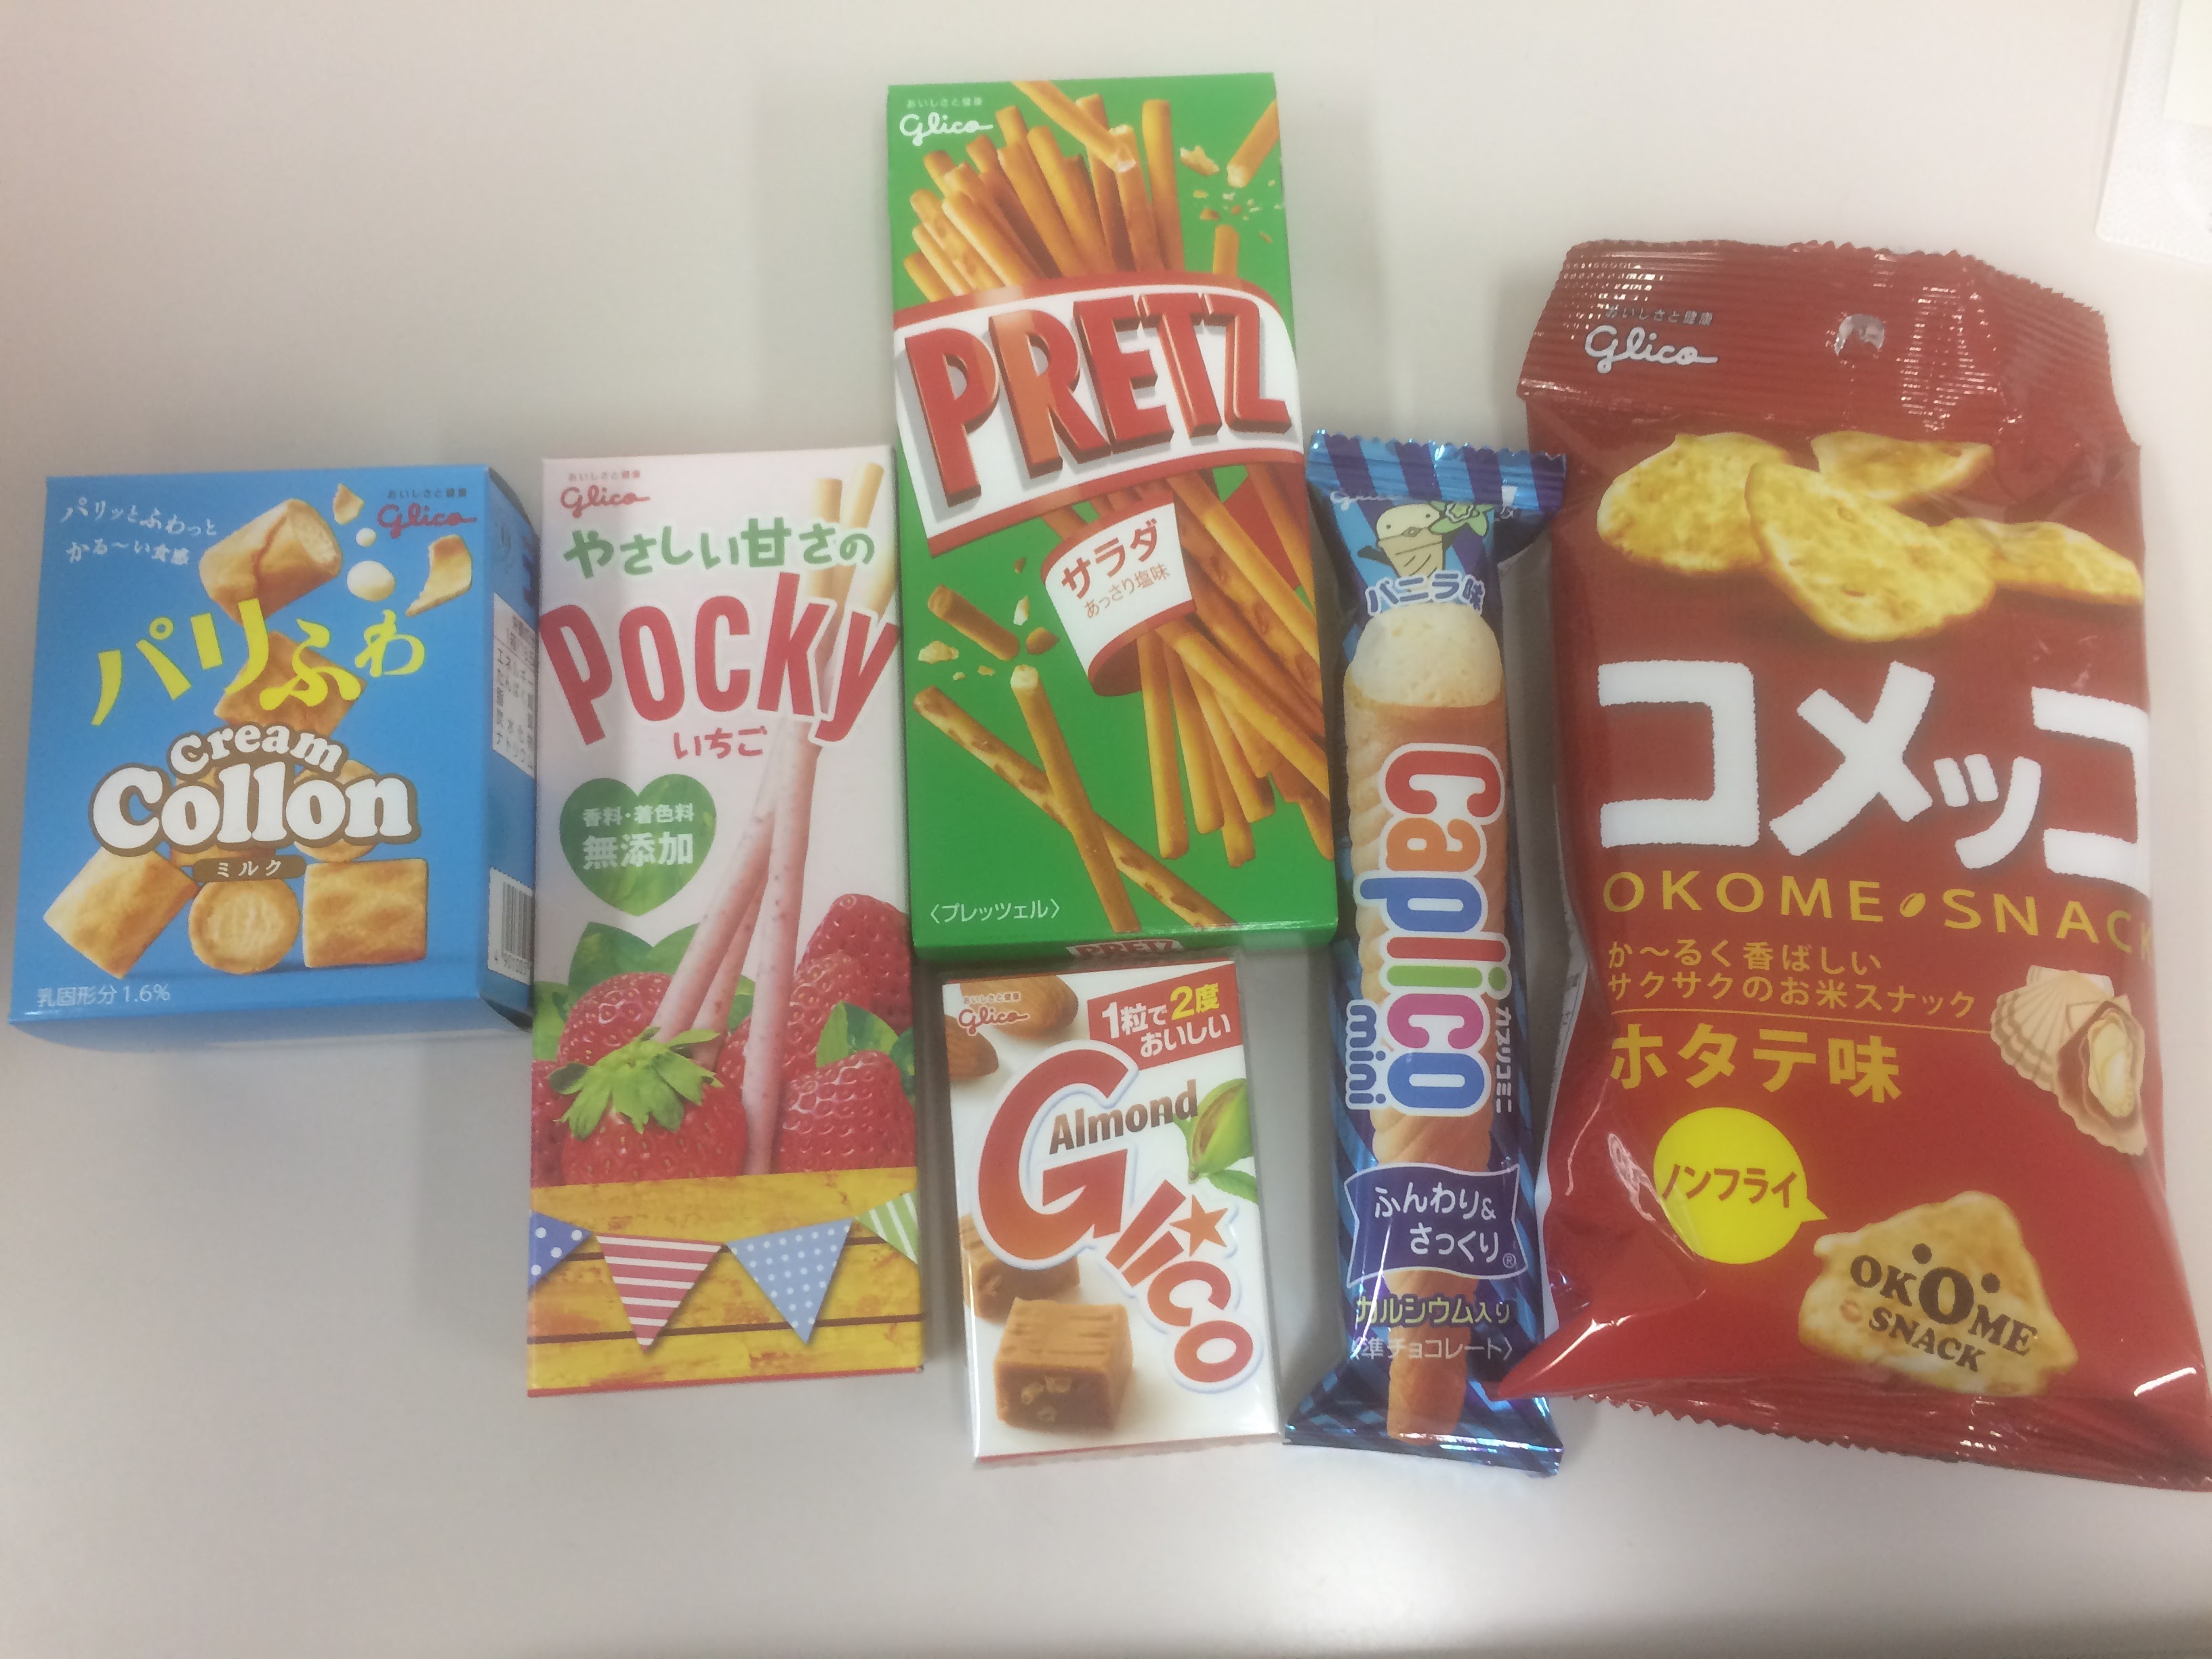 パリッとふわっと
かる〜い食感
おいしさと健康
Glico
パリふわ
Cream
Collon
ミルク
乳固形分1.6%
おいしさと健康
Glico
やさしい甘さの
Pocky
いちご
香料・着色料
無添加
おいしさと健康
Glico
PRETZ
サラダ
あっさり塩味
〈プレッツェル〉
PRETZ
おいしさと健康
Glico
1粒で2度
おいしい
Almond
Glico
バニラ味
Caplico
mini
カプリコミニ
ふんわり&
さっくり®
カルシウム入り
〈準チョコレート〉
おいしさと健康
Glico
コメッコ
OKOME SNACK
か〜るく香ばしい
サクサクのお米スナック
ホタテ味
ノンフライ
OKOME
SNACK